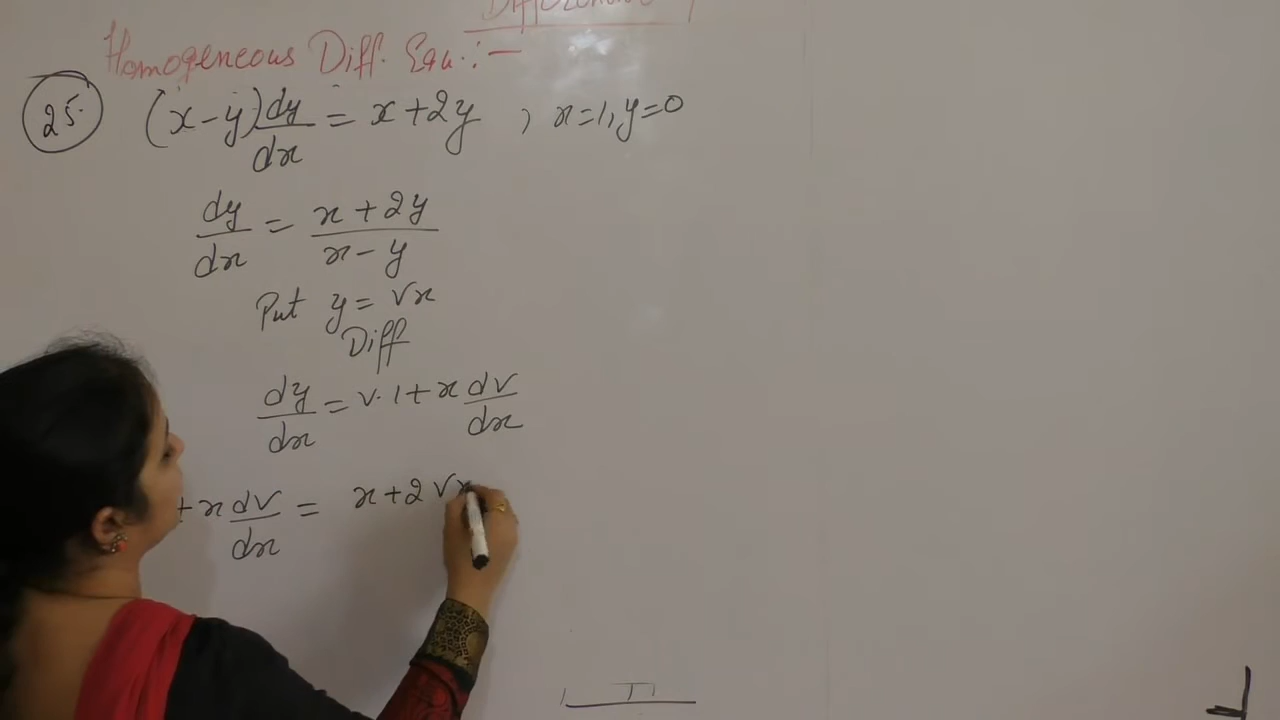 Homogeneous Diff. Equ. :-
25. (x-y) dy/dx = x+2y , x=1, y=0
dy/dx = x+2y/x-y
Put y = vx
Diff
dy/dx = v.1+x dv/dx
+x dv/dx = x+2vx